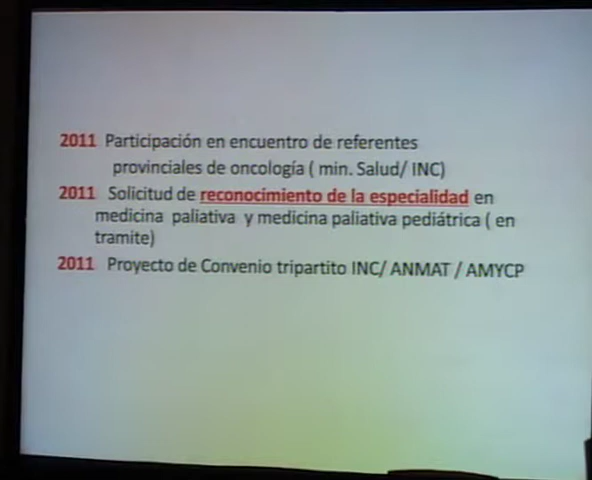 2011 Participación en encuentro de referentes
provinciales de oncología ( min. Salud/ INC)
2011 Solicitud de reconocimiento de la especialidad en
medicina paliativa y medicina paliativa pediátrica ( en
tramite)
2011 Proyecto de Convenio tripartito INC/ ANMAT / AMYCP